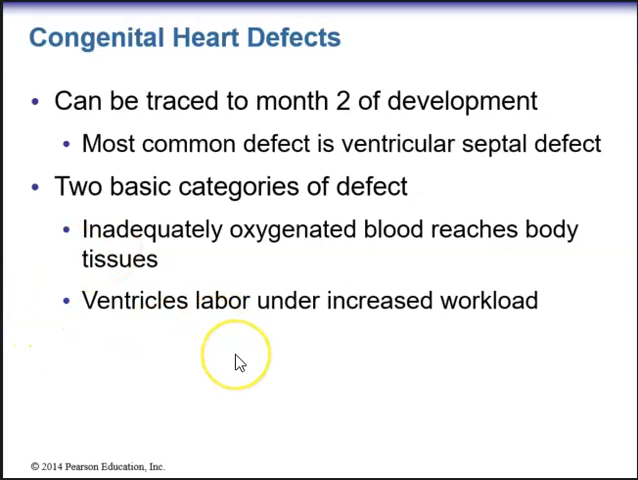 Congenital Heart Defects
• Can be traced to month 2 of development
• Most common defect is ventricular septal defect
• Two basic categories of defect
• Inadequately oxygenated blood reaches body
tissues
• Ventricles labor under increased workload
© 2014 Pearson Education, Inc.